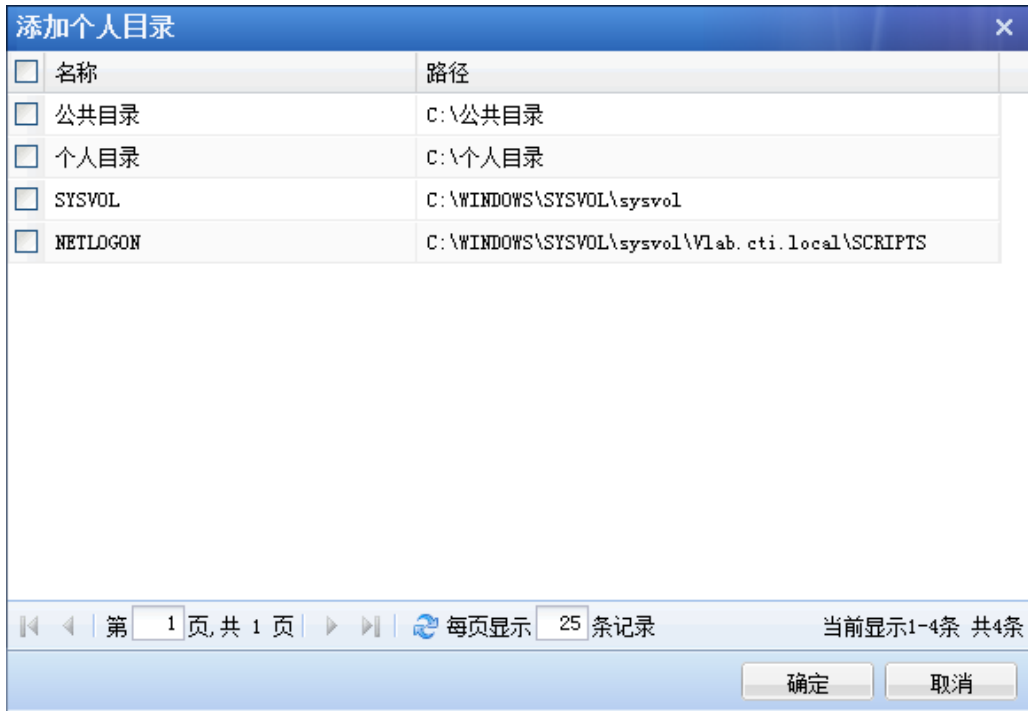 添加个人目录
名称 路径
公共目录 C:\公共目录
个人目录 C:\个人目录
SYSVOL C:\WINDOWS\SYSVOL\sysvol
NETLOGON C:\WINDOWS\SYSVOL\sysvol\Vlab.cti.local\SCRIPTS
第 1 页,共 1 页 每页显示 25 条记录 当前显示1-4条 共4条
确定 取消